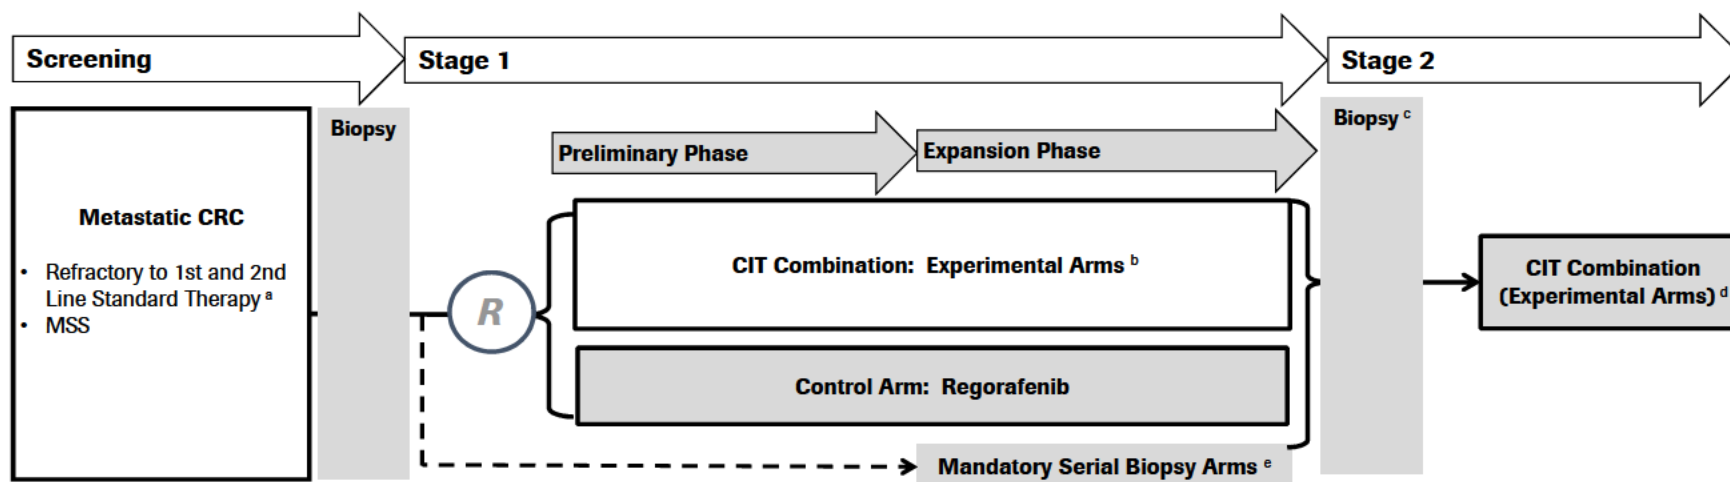 Screening
Stage 1
Stage 2
Biopsy
Preliminary Phase
Expansion Phase
Biopsy c
Metastatic CRC
• Refractory to 1st and 2nd
Line Standard Therapy a
• MSS
R
CIT Combination: Experimental Arms b
Control Arm: Regorafenib
Mandatory Serial Biopsy Arms e
CIT Combination
(Experimental Arms) d